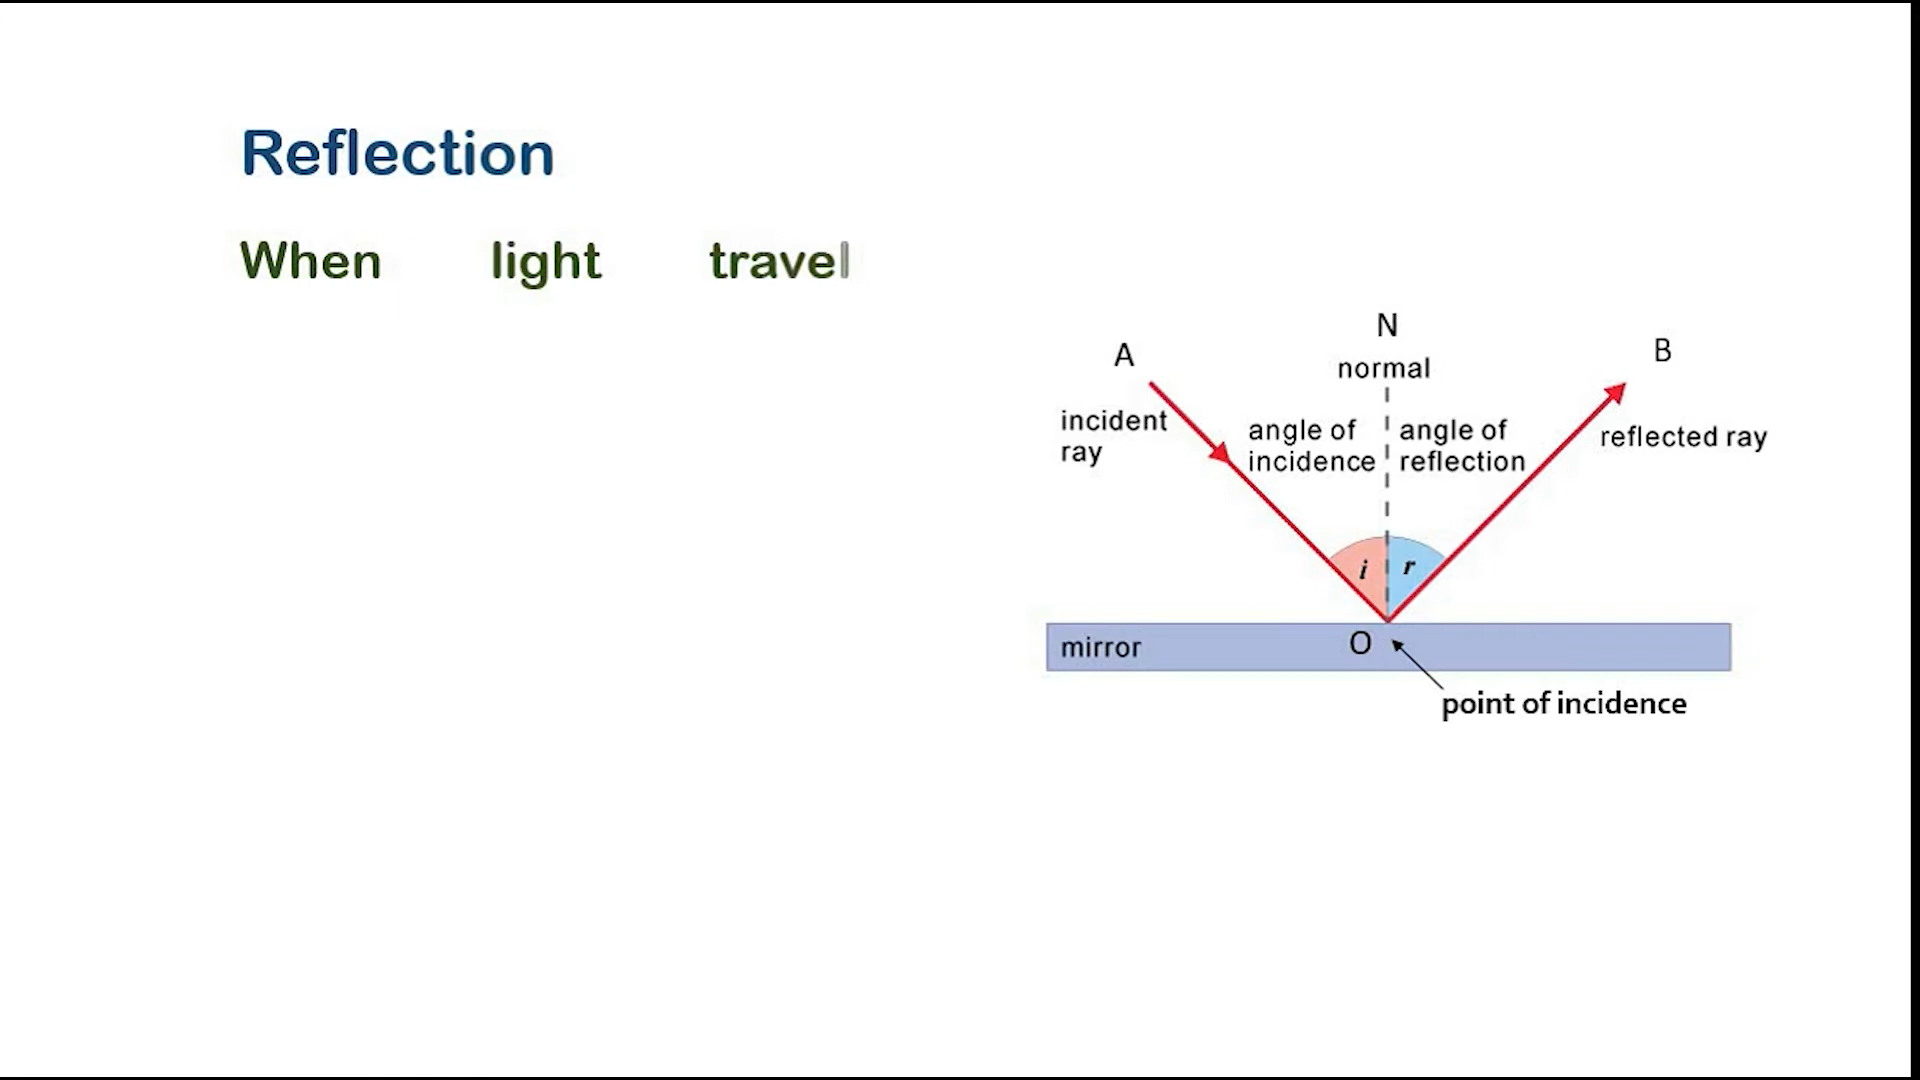 Reflection
When light travel
N
A
B
normal
incident
ray
angle of
incidence
angle of
reflection
reflected ray
i
r
mirror
O
point of incidence